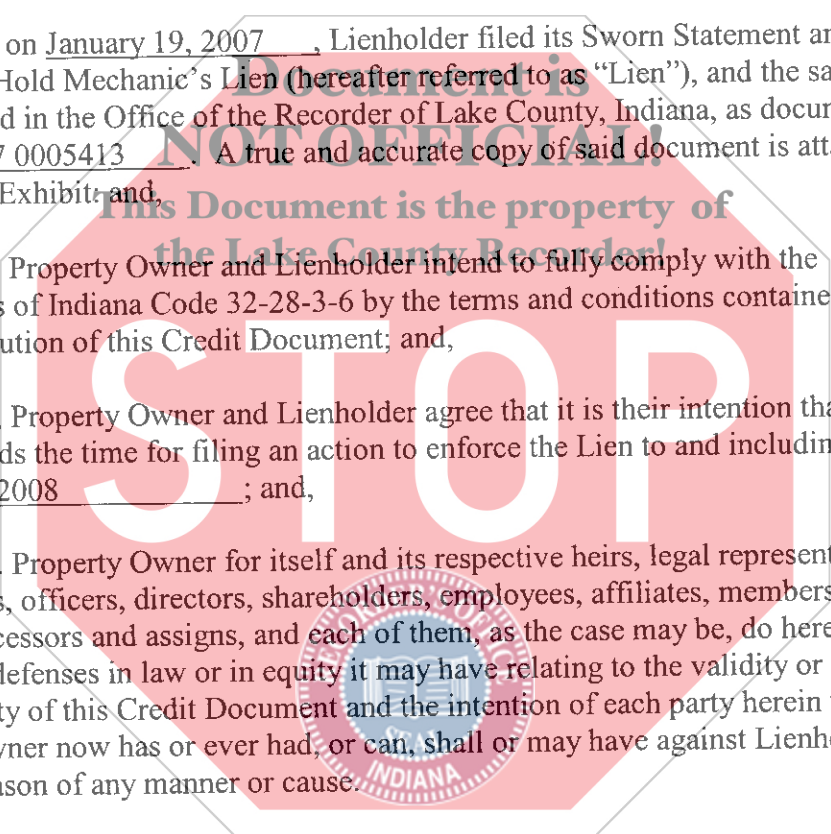 on January 19, 2007 , Lienholder filed its Sworn Statement an
Hold Mechanic's Lien (hereafter referred to as "Lien"), and the sa
d in the Office of the Recorder of Lake County, Indiana, as docum
7 0005413 . A true and accurate copy of said document is atta
Exhibit: and,
Property Owner and Lienholder intend to fully comply with the
s of Indiana Code 32-28-3-6 by the terms and conditions containe
ution of this Credit Document; and,
. Property Owner and Lienholder agree that it is their intention tha
ds the time for filing an action to enforce the Lien to and includin
2008 ; and,
. Property Owner for itself and its respective heirs, legal represent
s, officers, directors, shareholders, employees, affiliates, members
cessors and assigns, and each of them, as the case may be, do here
defenses in law or in equity it may have relating to the validity or
ty of this Credit Document and the intention of each party herein
wner now has or ever had, or can, shall or may have against Lienho
ason of any manner or cause.
Document is
NOT OFFICIAL!
This Document is the property of
the Lake County Recorder!
STOP
RECORDER'S OFFICE
SEAL
INDIANA